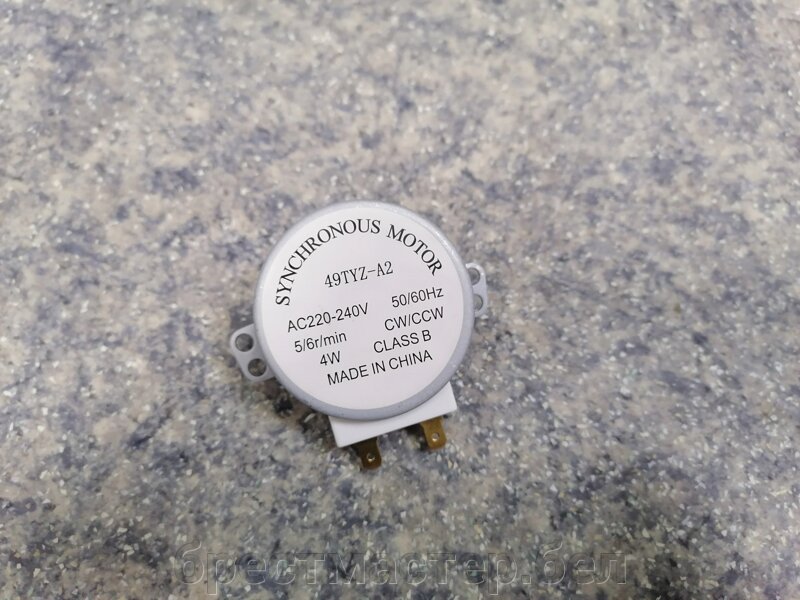 SYNCHRONOUS MOTOR
49TYZ-A2
AC220-240V 50/60Hz
5/6r/min CW/CCW
4W CLASS B
MADE IN CHINA
брестмастер.бел